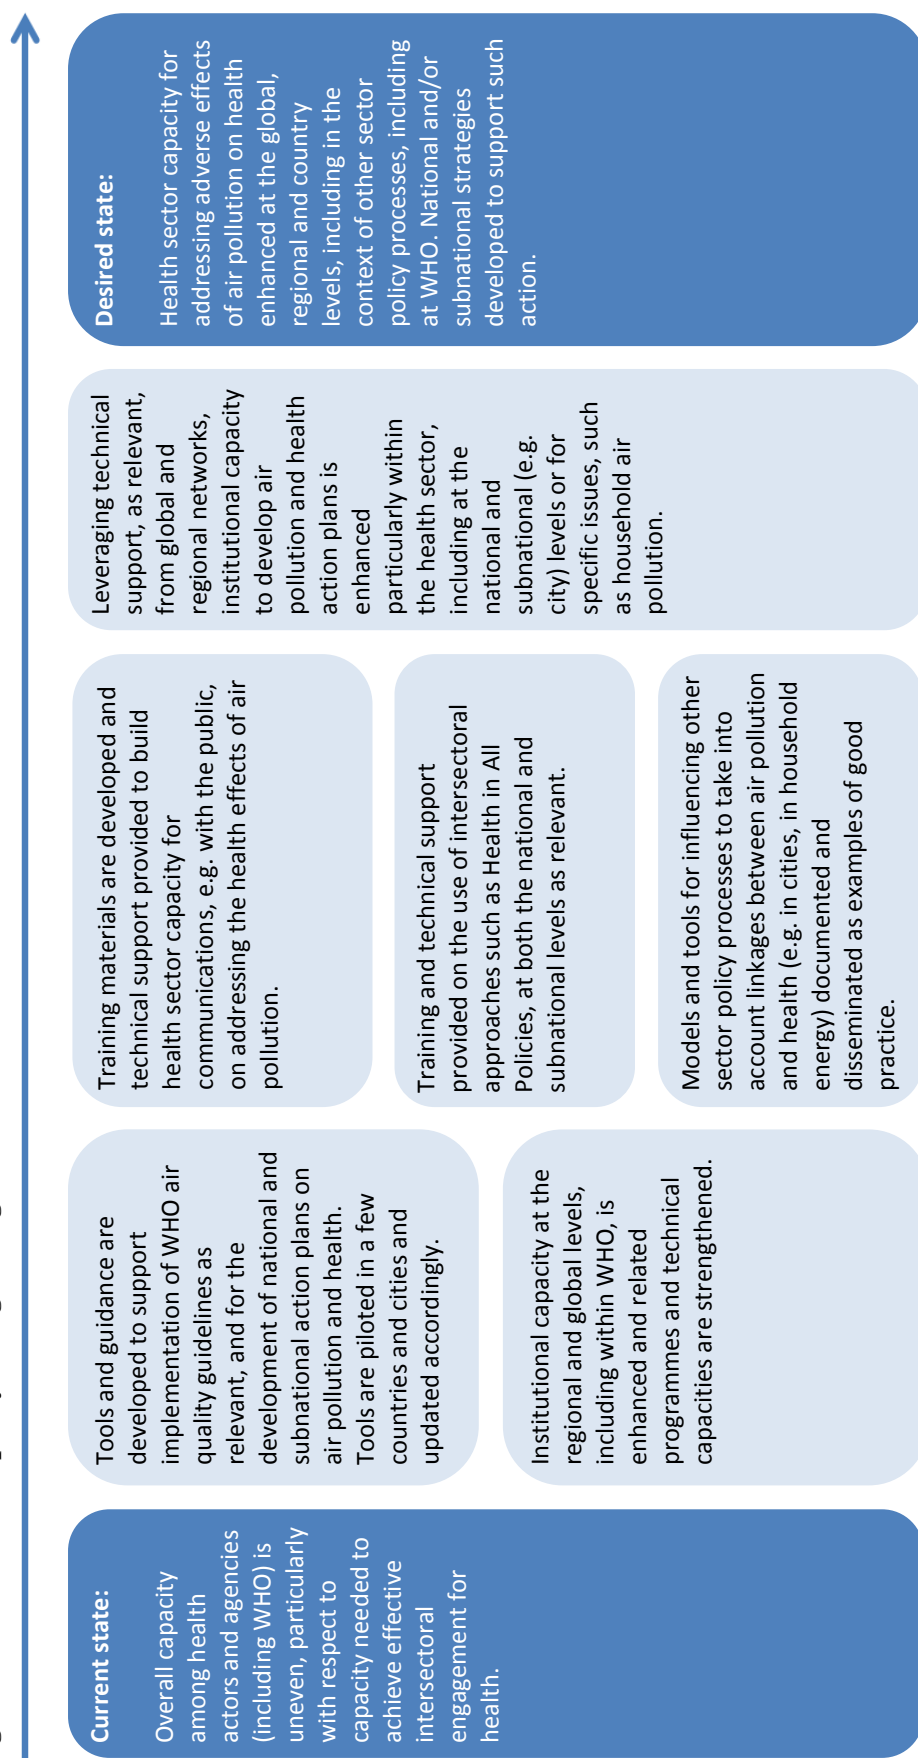 Current state:
Overall capacity
among health
actors and agencies
(including WHO) is
uneven, particularly
with respect to
capacity needed to
achieve effective
intersectoral
engagement for
health.
Tools and guidance are
developed to support
implementation of WHO air
quality guidelines as
relevant, and for the
development of national and
subnational action plans on
air pollution and health.
Tools are piloted in a few
countries and cities and
updated accordingly.
Institutional capacity at the
regional and global levels,
including within WHO, is
enhanced and related
programmes and technical
capacities are strengthened.
Training materials are developed and
technical support provided to build
health sector capacity for
communications, e.g. with the public,
on addressing the health effects of air
pollution.
Training and technical support
provided on the use of intersectoral
approaches such as Health in All
Policies, at both the national and
subnational levels as relevant.
Models and tools for influencing other
sector policy processes to take into
account linkages between air pollution
and health (e.g. in cities, in household
energy) documented and
disseminated as examples of good
practice.
Leveraging technical
support, as relevant,
from global and
regional networks,
institutional capacity
to develop air
pollution and health
action plans is
enhanced
particularly within
the health sector,
including at the
national and
subnational (e.g.
city) levels or for
specific issues, such
as household air
pollution.
Desired state:
Health sector capacity for
addressing adverse effects
of air pollution on health
enhanced at the global,
regional and country
levels, including in the
context of other sector
policy processes, including
at WHO. National and/or
subnational strategies
developed to support such
action.